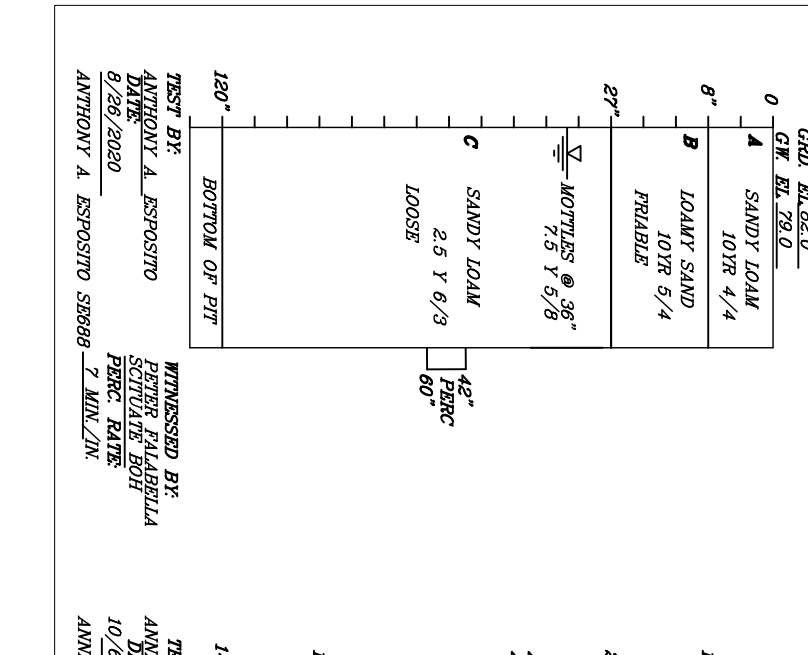 GW. EL. 79.0
0
A
SANDY LOAM
10YR 4/4
8"
B
LOAMY SAND
10YR 5/4
FRIABLE
27"
MOTTLES @ 36"
7.5 Y 5/8
C
SANDY LOAM
2.5 Y 6/3
LOOSE
42"
PERC
60"
120"
BOTTOM OF PIT
TEST BY:
ANTHONY A. ESPOSITO
DATE:
8/26/2020
ANTHONY A. ESPOSITO SE688
WITNESSED BY:
PETER FALABELLA
SCITUATE BOH
PERC. RATE:
7 MIN./IN.